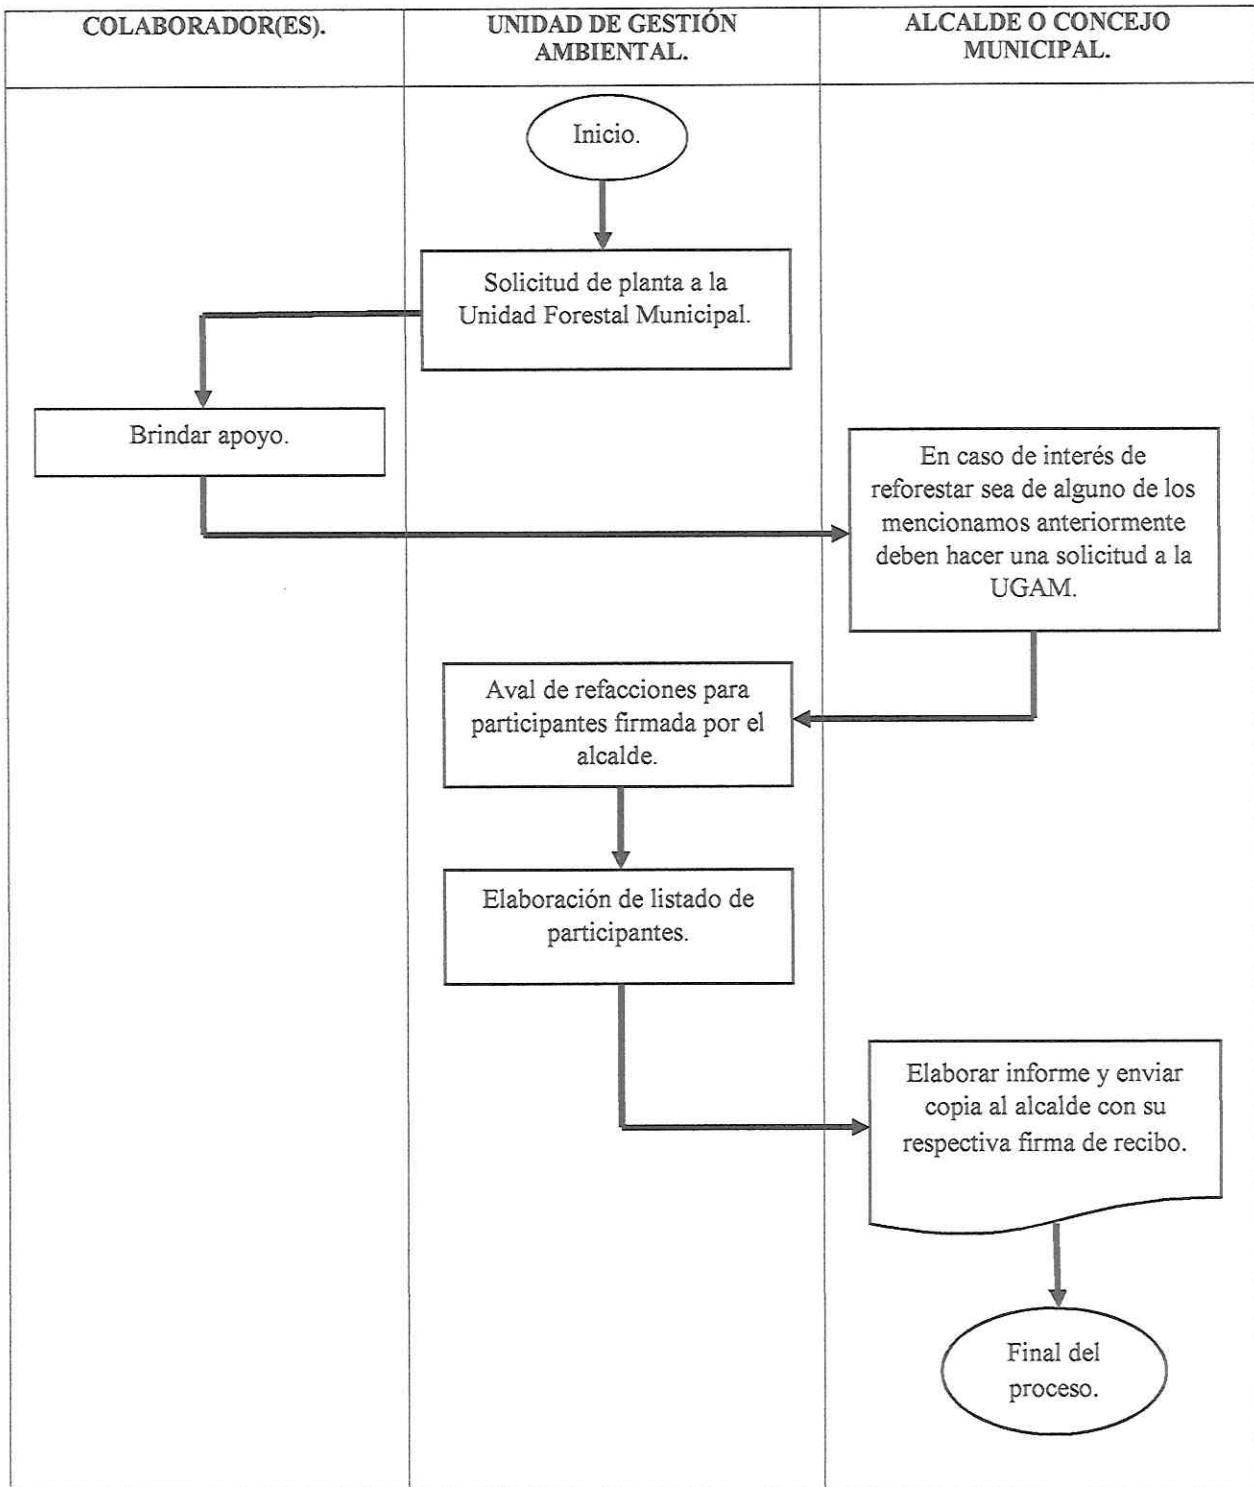 COLABORADOR(ES).
UNIDAD DE GESTIÓN
AMBIENTAL.
ALCALDE O CONCEJO
MUNICIPAL.
Inicio.
Solicitud de planta a la
Unidad Forestal Municipal.
Brindar apoyo.
En caso de interés de
reforestar sea de alguno de los
mencionamos anteriormente
deben hacer una solicitud a la
UGAM.
Aval de refacciones para
participantes firmada por el
alcalde.
Elaboración de listado de
participantes.
Elaborar informe y enviar
copia al alcalde con su
respectiva firma de recibo.
Final del
proceso.